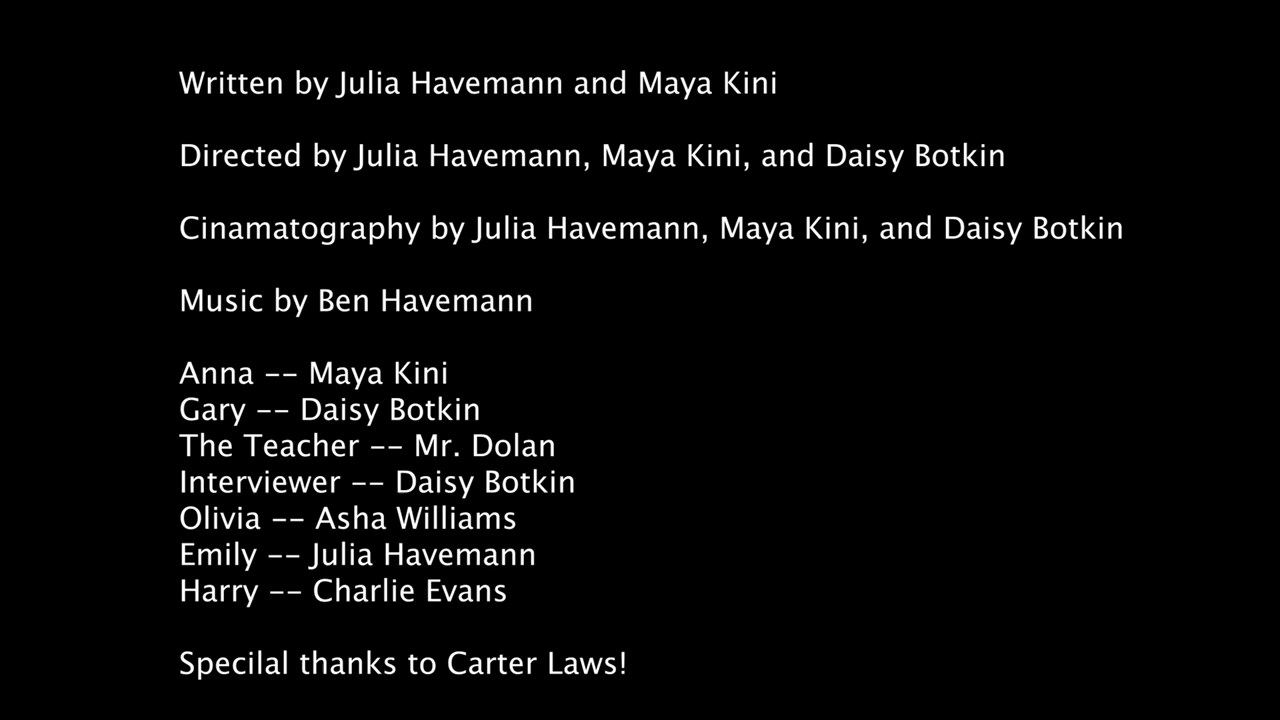 Written by Julia Havemann and Maya Kini
Directed by Julia Havemann, Maya Kini, and Daisy Botkin
Cinamatography by Julia Havemann, Maya Kini, and Daisy Botkin
Music by Ben Havemann
Anna -- Maya Kini
Gary -- Daisy Botkin
The Teacher -- Mr. Dolan
Interviewer -- Daisy Botkin
Olivia -- Asha Williams
Emily -- Julia Havemann
Harry -- Charlie Evans
Specilal thanks to Carter Laws!